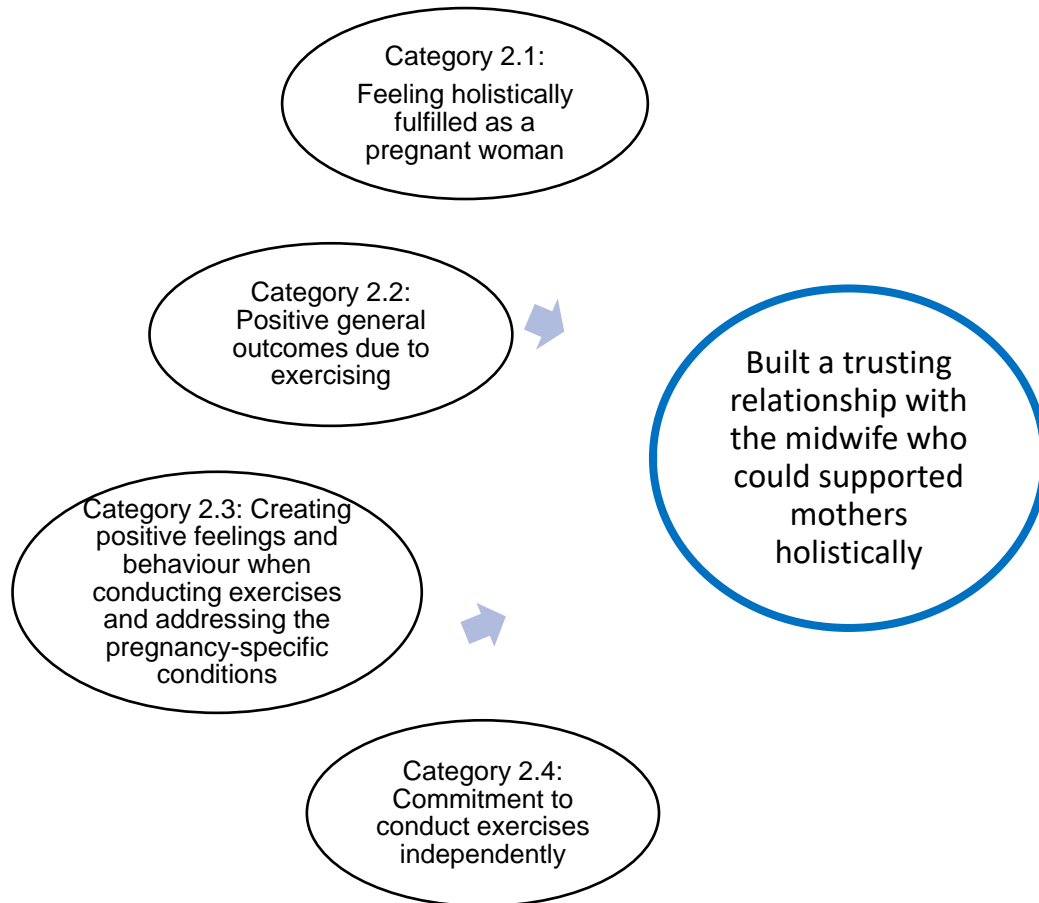 Category 2.1:
Feeling holistically
fulfilled as a
pregnant woman
Category 2.2:
Positive general
outcomes due to
exercising
Category 2.3: Creating
positive feelings and
behaviour when
conducting exercises
and addressing the
pregnancy-specific
conditions
Category 2.4:
Commitment to
conduct exercises
independently
Built a trusting
relationship with
the midwife who
could supported
mothers
holistically